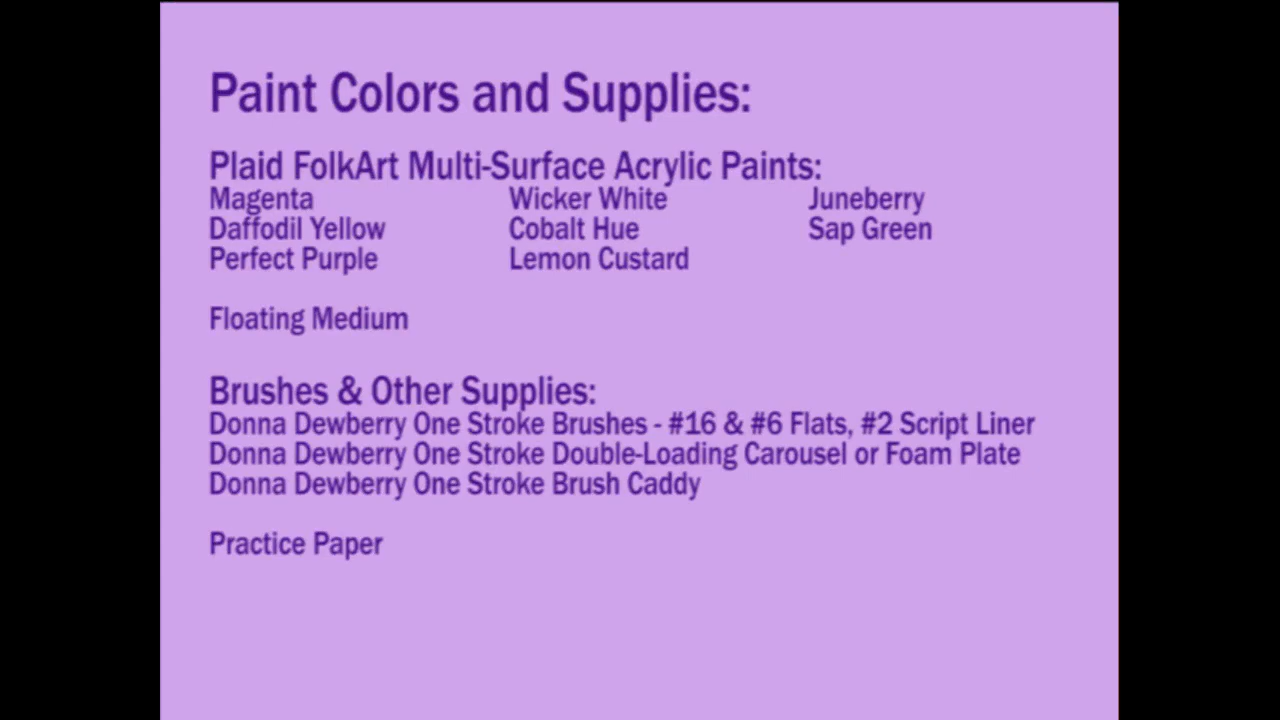 Paint Colors and Supplies:
Plaid FolkArt Multi-Surface Acrylic Paints:
Magenta Wicker White Juneberry
Daffodil Yellow Cobalt Hue Sap Green
Perfect Purple Lemon Custard
Floating Medium
Brushes & Other Supplies:
Donna Dewberry One Stroke Brushes - #16 & #6 Flats, #2 Script Liner
Donna Dewberry One Stroke Double-Loading Carousel or Foam Plate
Donna Dewberry One Stroke Brush Caddy
Practice Paper